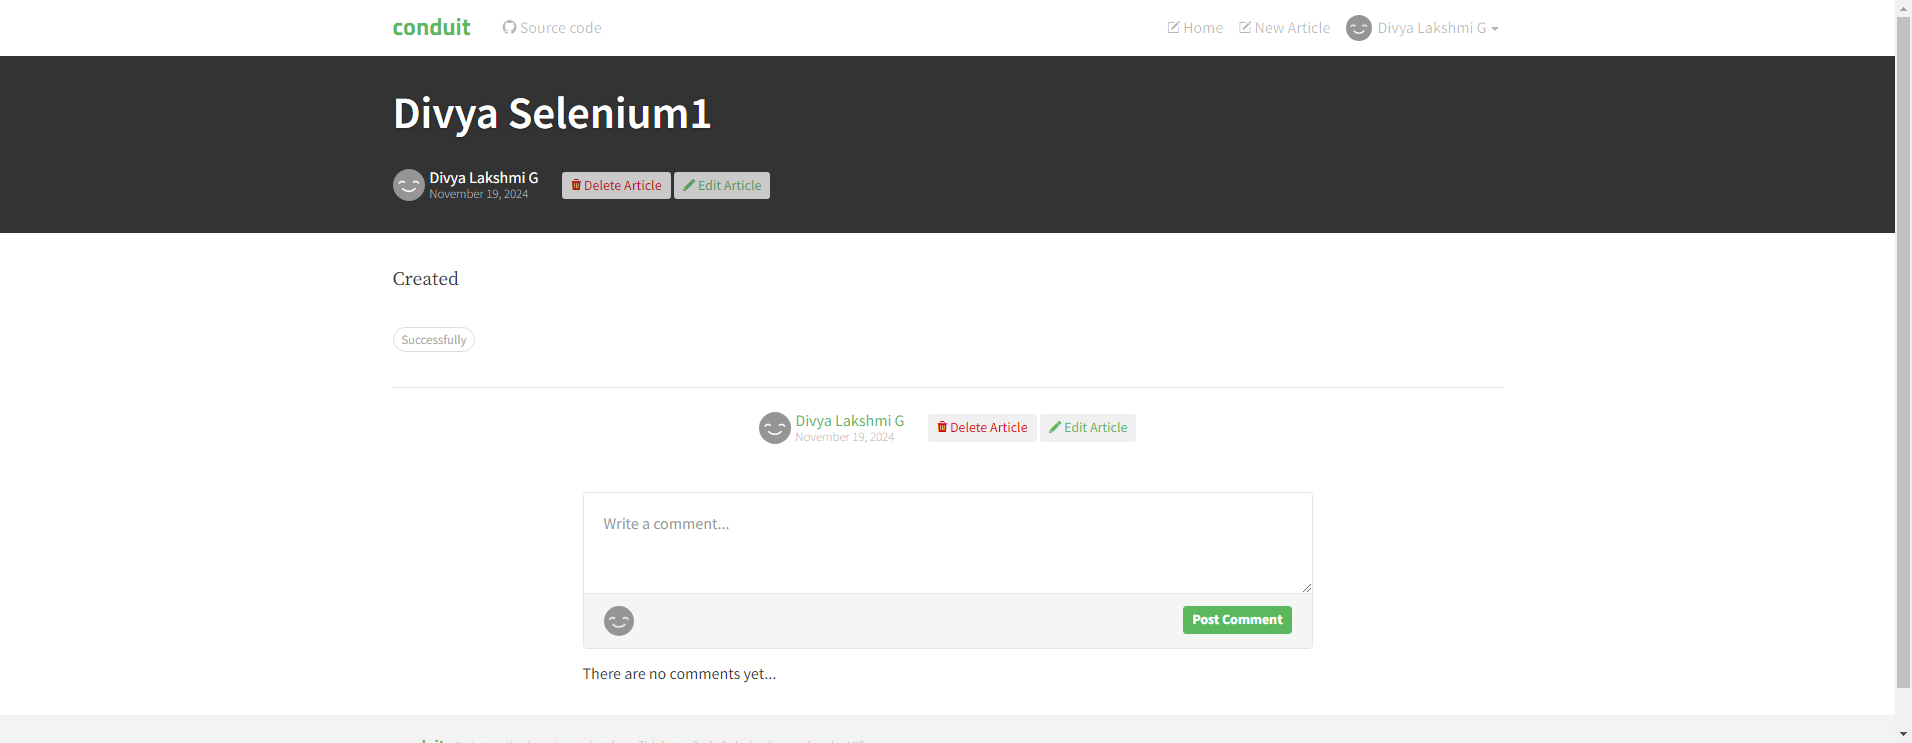 conduit Source code Home New Article Divya Lakshmi G
Divya Selenium1
Divya Lakshmi G
November 19, 2024
Delete Article Edit Article
Created
Successfully
Divya Lakshmi G
November 19, 2024
Delete Article Edit Article
Write a comment...
Post Comment
There are no comments yet...
conduit